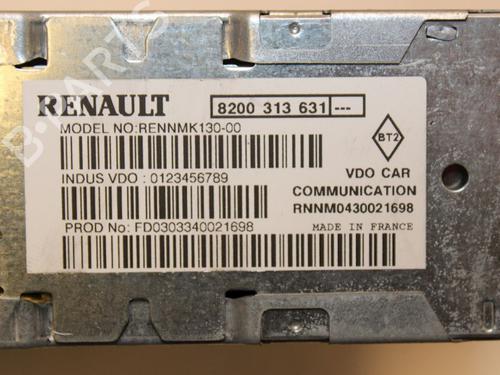 RENAULT
8200 313 631 ---
MODEL NO:RENNMK130-00
BT2
INDUS VDO : 0123456789
VDO CAR
COMMUNICATION
RNNM0430021698
PROD No: FD0303340021698
MADE IN FRANCE
B-PARTS